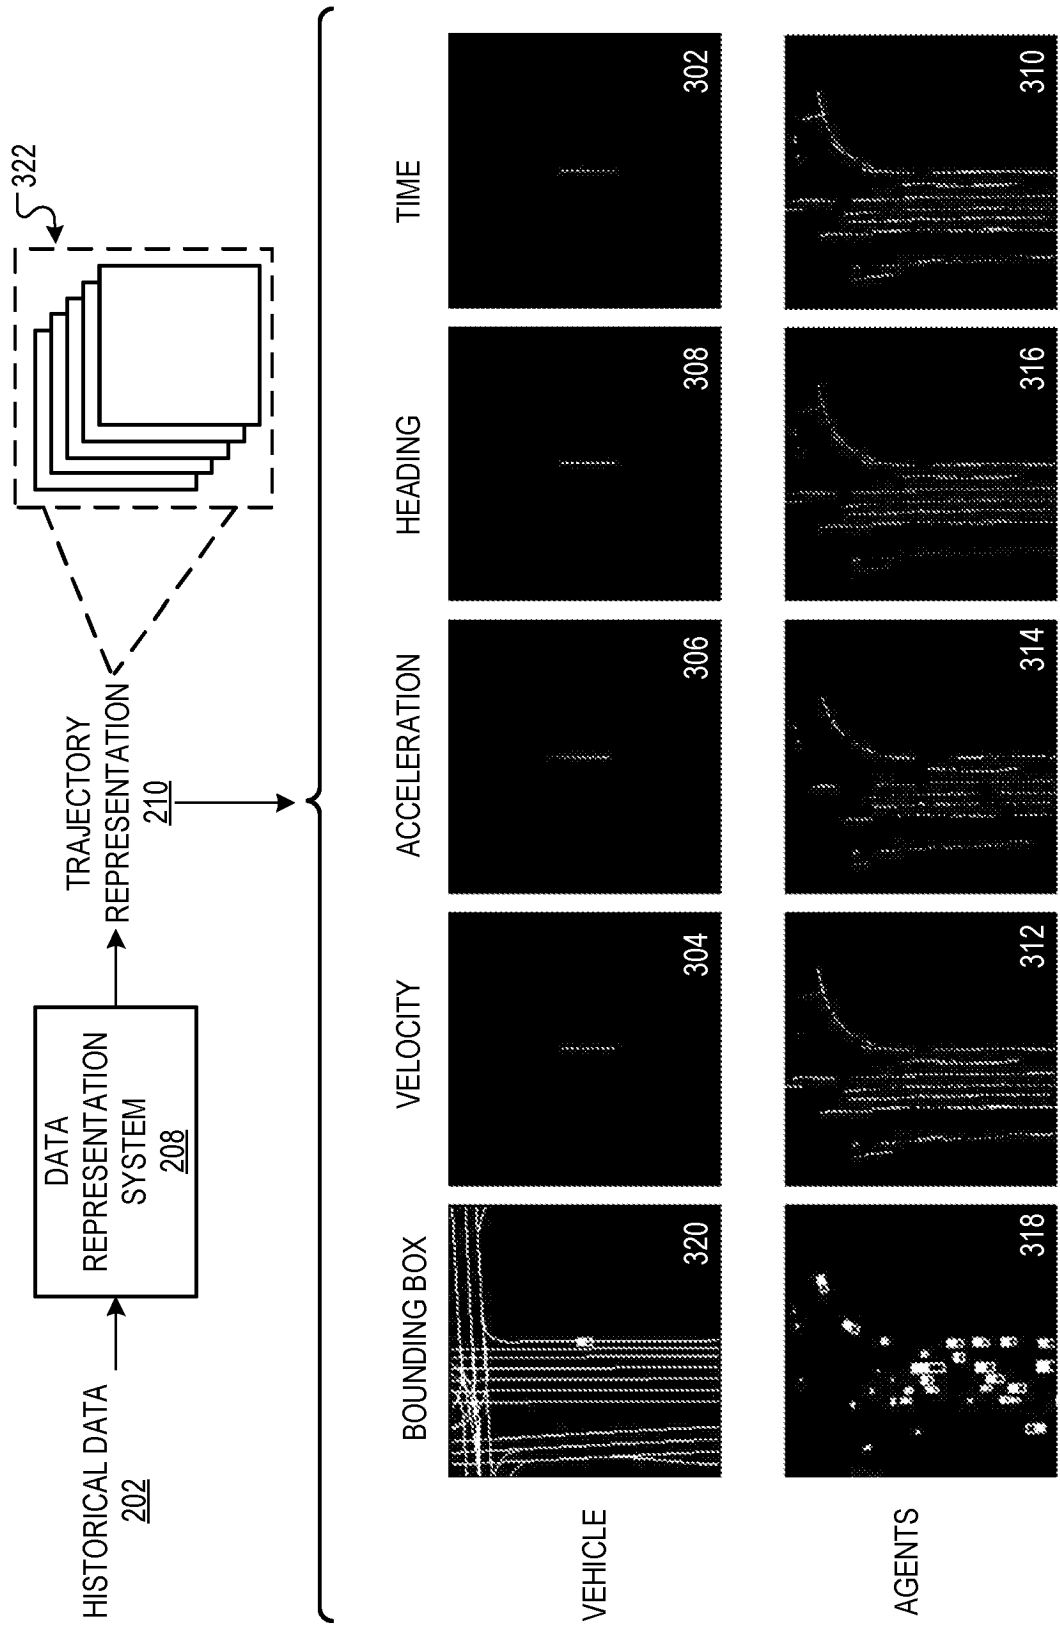 HISTORICAL DATA
202
DATA
REPRESENTATION
SYSTEM
208
TRAJECTORY
REPRESENTATION
210
322
BOUNDING BOX
VELOCITY
ACCELERATION
HEADING
TIME
VEHICLE
320
304
306
308
302
AGENTS
318
312
314
316
310